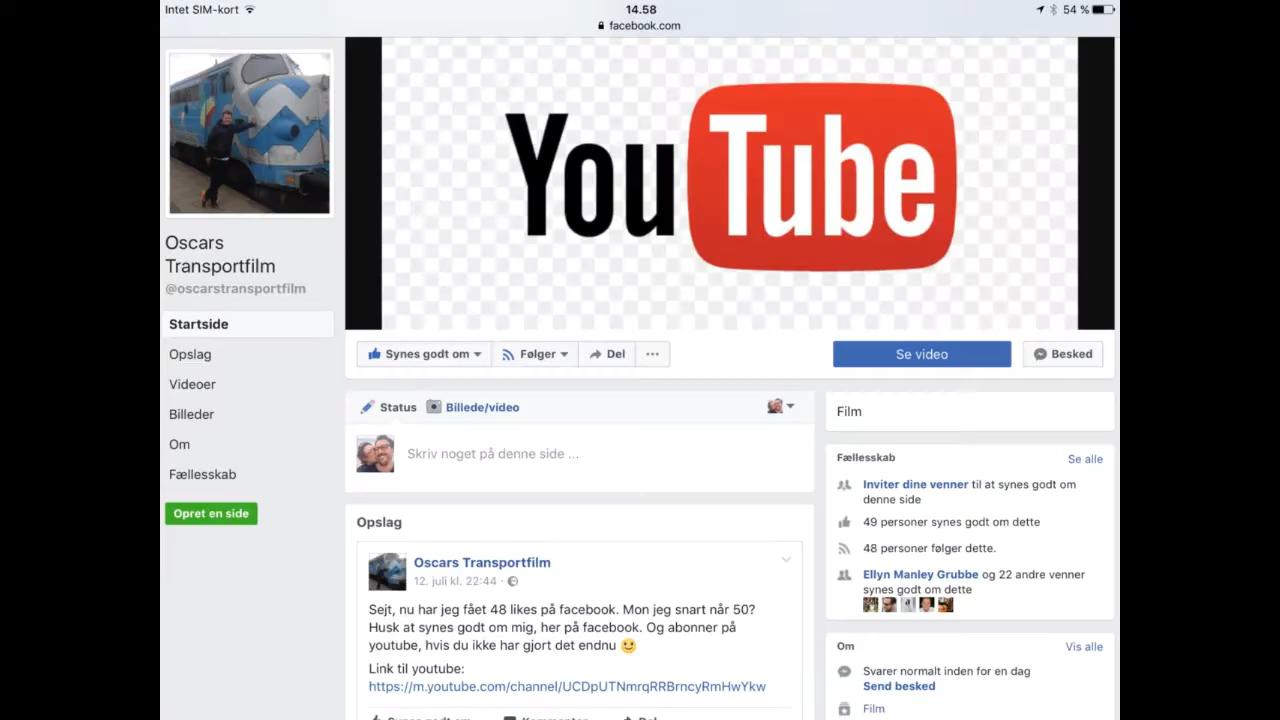 Intet SIM-kort
14.58
54 %
facebook.com
YouTube
Oscars
Transportfilm
@oscarstransportfilm
Startside
Opslag
Videoer
Billeder
Om
Fællesskab
Opret en side
Synes godt om
Følger
Del
Se video
Besked
Status
Billede/video
Skriv noget på denne side ...
Opslag
Oscars Transportfilm
12. juli kl. 22:44 ·
Sejt, nu har jeg fået 48 likes på facebook. Mon jeg snart når 50?
Husk at synes godt om mig, her på facebook. Og abonner på
youtube, hvis du ikke har gjort det endnu 🙂
Link til youtube:
https://m.youtube.com/channel/UCDpUTNmrqRRBrncyRmHwYkw
Synes godt om
Kommenter
Del
Film
Fællesskab
Se alle
Inviter dine venner til at synes godt om
denne side
49 personer synes godt om dette
48 personer følger dette.
Ellyn Manley Grubbe og 22 andre venner
synes godt om dette
Om
Vis alle
Svarer normalt inden for en dag
Send besked
Film